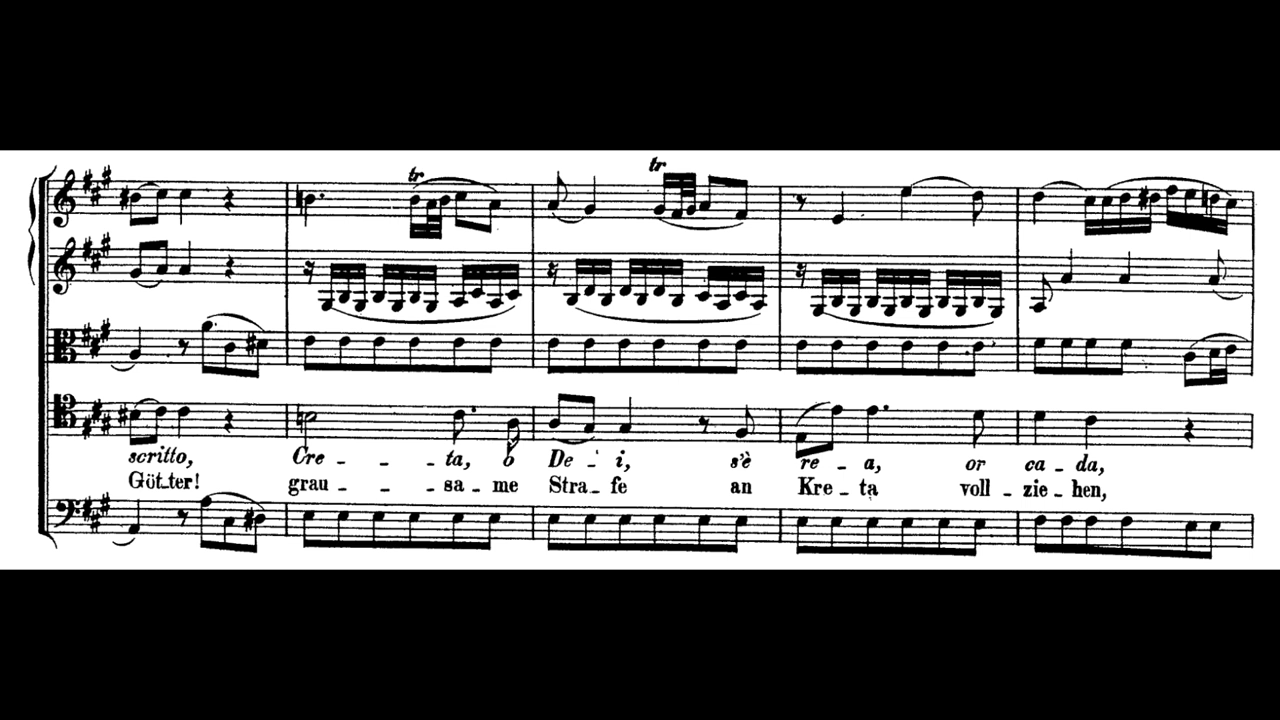 tr
tr
scritto, Cre - - - ta, o De - i, s'è re - a, or ca - da,
Göt-ter! grau - - - sa - me Stra - fe an Kre - ta voll - zie - hen,